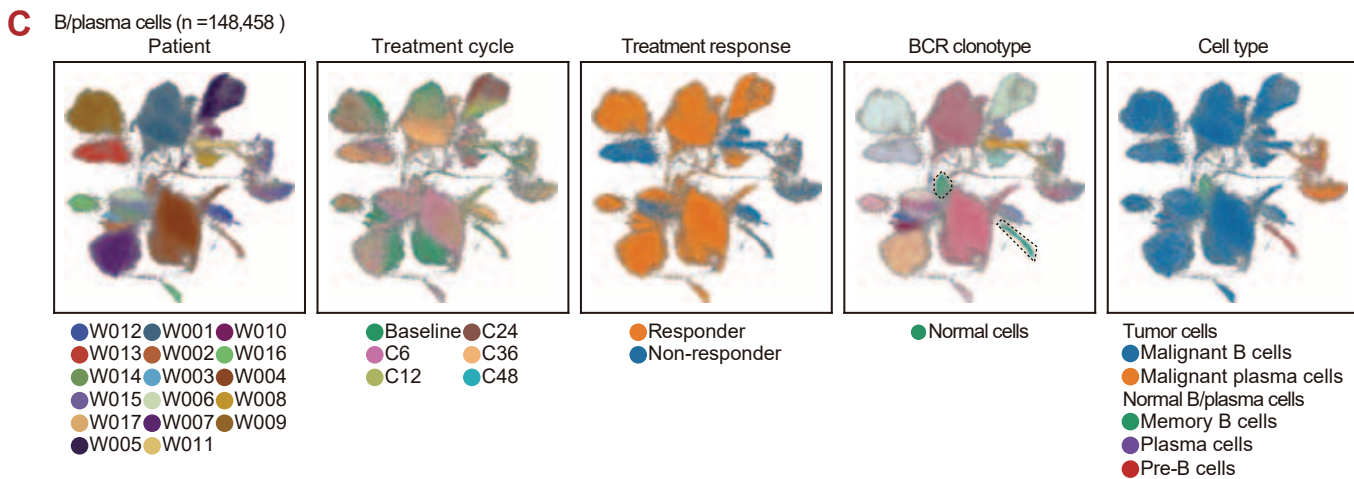 C
B/plasma cells (n =148,458 )
Patient
Treatment cycle
Treatment response
BCR clonotype
Cell type
W012 W001 W010
W013 W002 W016
W014 W003 W004
W015 W006 W008
W017 W007 W009
W005 W011
Baseline C24
C6 C36
C12 C48
Responder
Non-responder
Normal cells
Tumor cells
Malignant B cells
Malignant plasma cells
Normal B/plasma cells
Memory B cells
Plasma cells
Pre-B cells